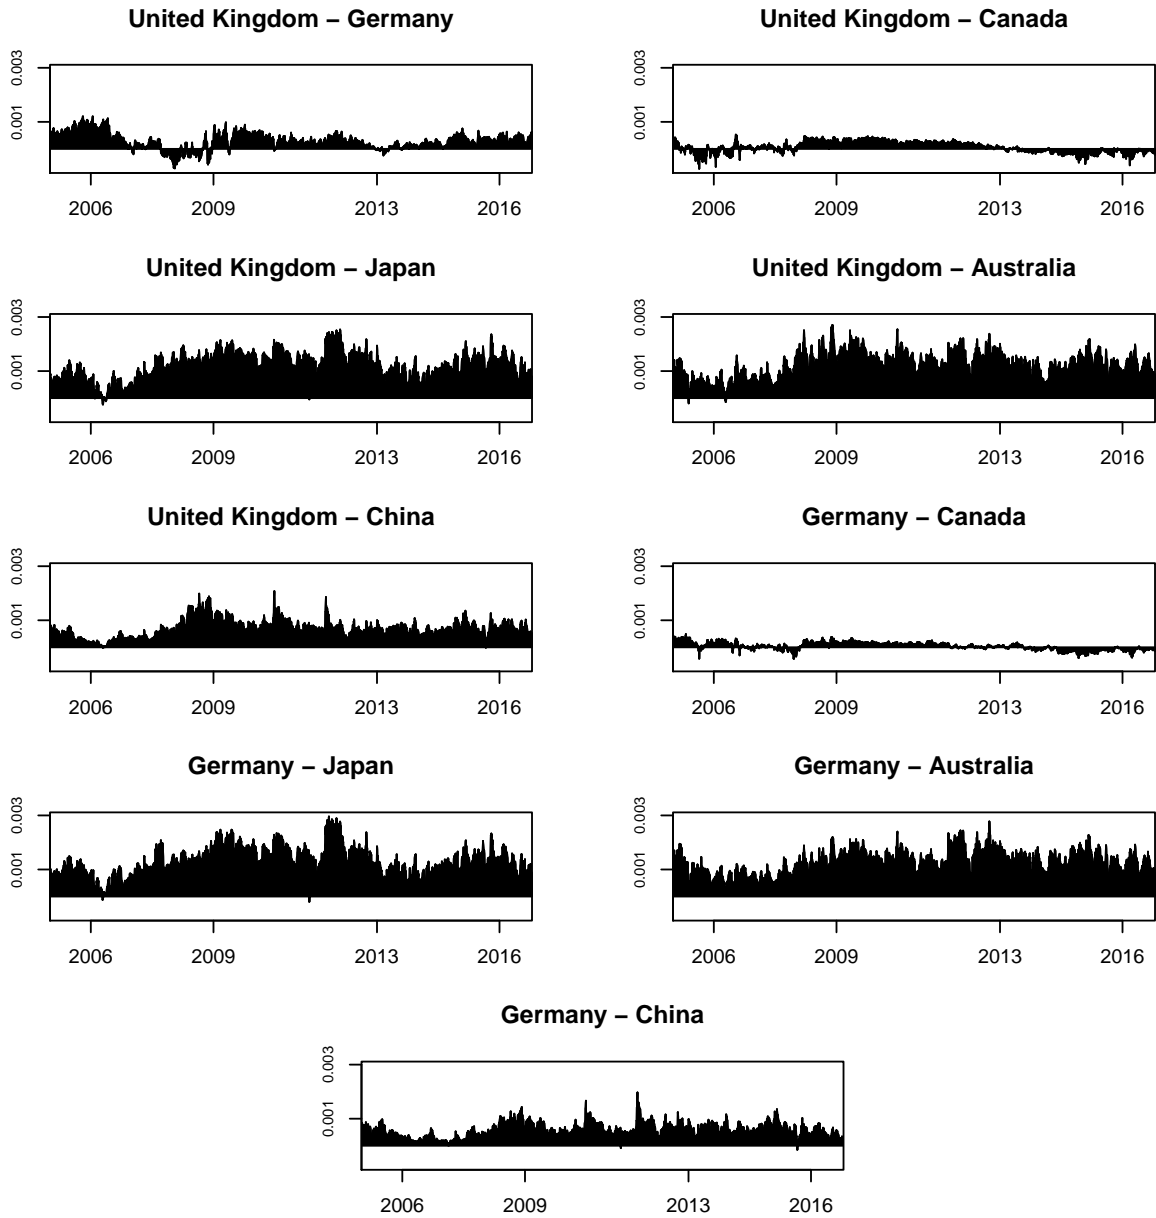 United Kingdom – Germany
0.003
0.001
2006 2009 2013 2016
United Kingdom – Canada
0.003
0.001
2006 2009 2013 2016
United Kingdom – Japan
0.003
0.001
2006 2009 2013 2016
United Kingdom – Australia
0.003
0.001
2006 2009 2013 2016
United Kingdom – China
0.003
0.001
2006 2009 2013 2016
Germany – Canada
0.003
0.001
2006 2009 2013 2016
Germany – Japan
0.003
0.001
2006 2009 2013 2016
Germany – Australia
0.003
0.001
2006 2009 2013 2016
Germany – China
0.003
0.001
2006 2009 2013 2016